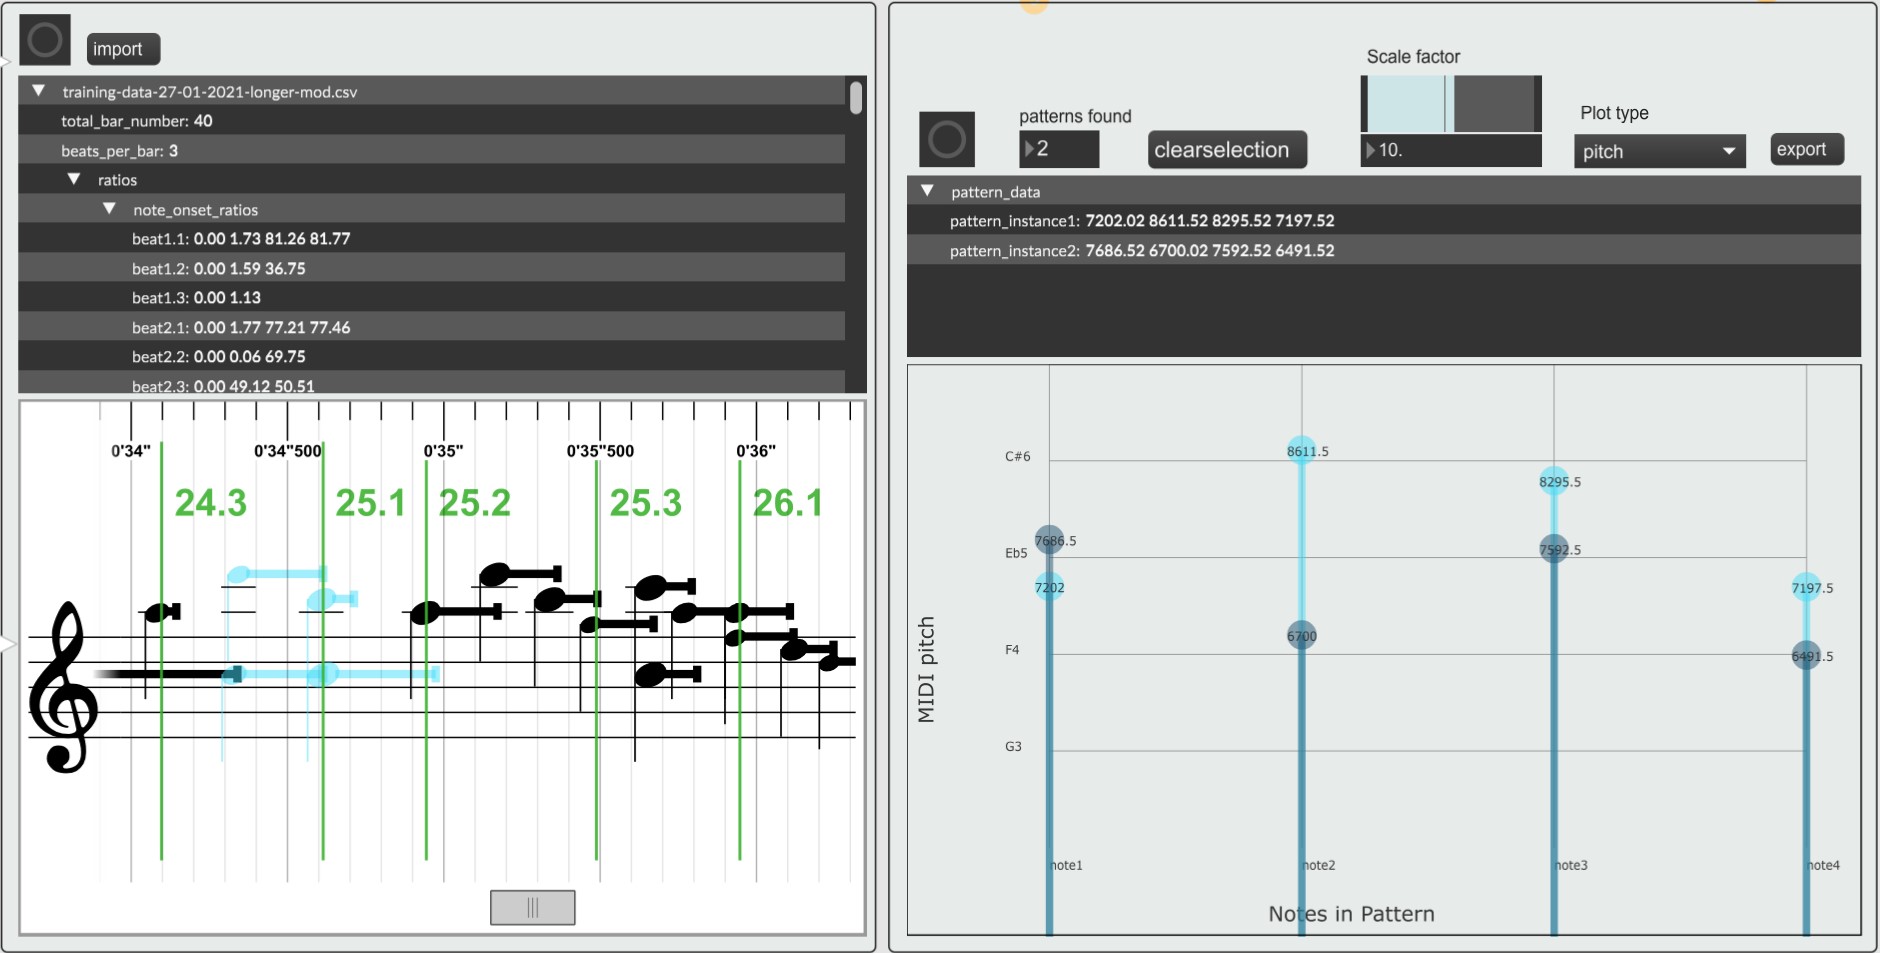 import
training-data-27-01-2021-longer-mod.csv
total_bar_number: 40
beats_per_bar: 3
ratios
note_onset_ratios
beat1.1: 0.00 1.73 81.26 81.77
beat1.2: 0.00 1.59 36.75
beat1.3: 0.00 1.13
beat2.1: 0.00 1.77 77.21 77.46
beat2.2: 0.00 0.06 69.75
beat2.3: 0.00 49.12 50.51
0'34" 0'34"500 0'35" 0'35"500 0'36"
24.3 25.1 25.2 25.3 26.1
Scale factor
patterns found
Plot type
2
clearselection
10.
pitch
export
pattern_data
pattern_instance1: 7202.02 8611.52 8295.52 7197.52
pattern_instance2: 7686.52 6700.02 7592.52 6491.52
C#6
8611.5
8295.5
7686.5
Eb5
7592.5
7202
7197.5
6700
F4
6491.5
G3
MIDI pitch
note1 note2 note3 note4
Notes in Pattern